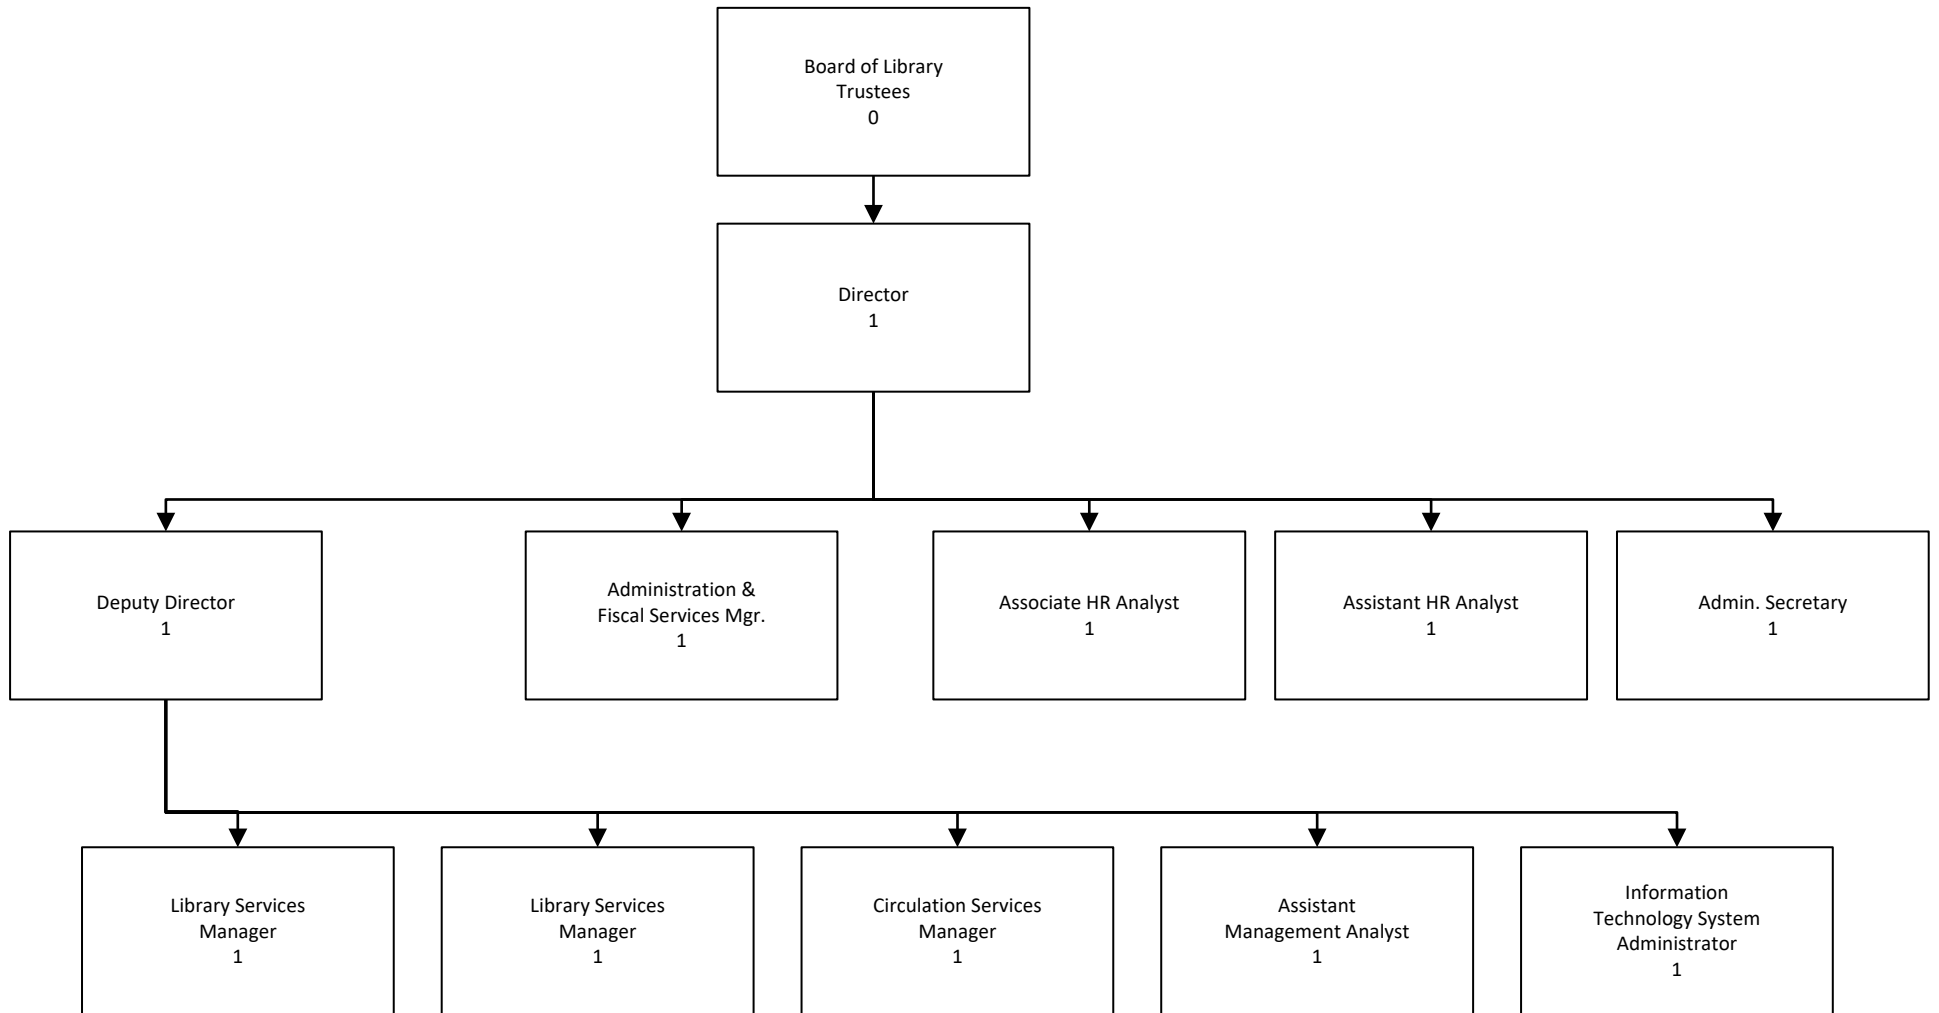 Board of Library
Trustees
0
Director
1
Deputy Director
1
Administration &
Fiscal Services Mgr.
1
Associate HR Analyst
1
Assistant HR Analyst
1
Admin. Secretary
1
Library Services
Manager
1
Library Services
Manager
1
Circulation Services
Manager
1
Assistant
Management Analyst
1
Information
Technology System
Administrator
1